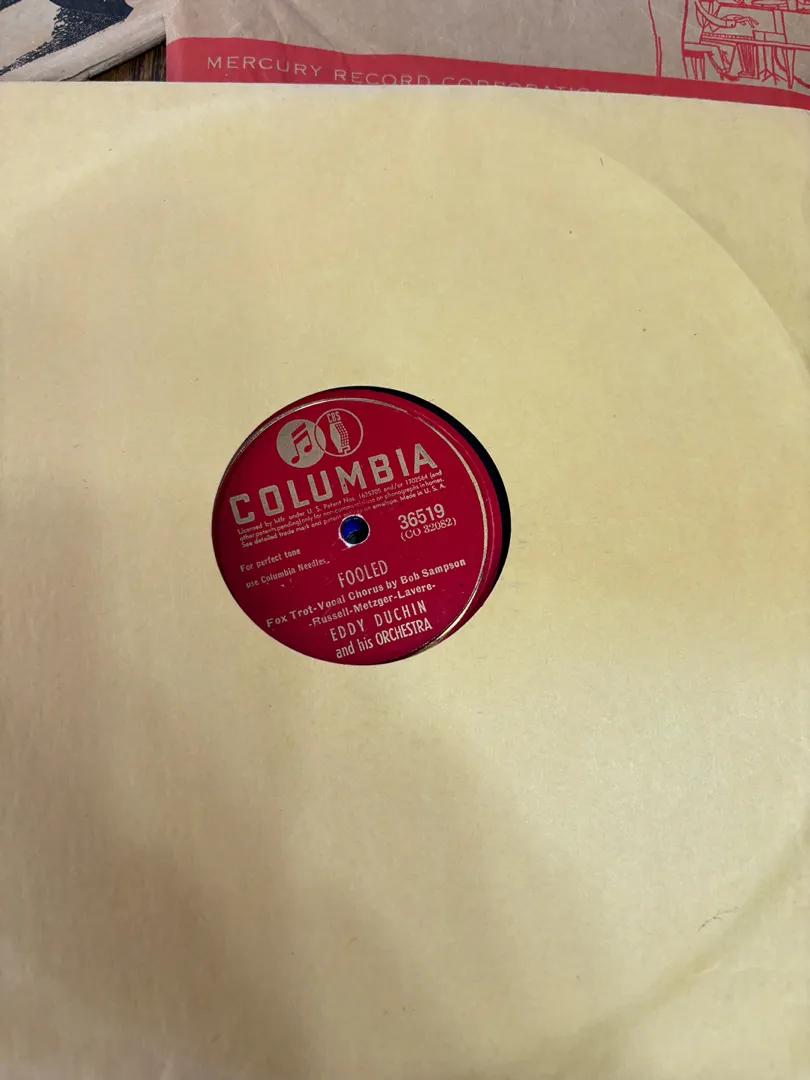 MERCURY RECORD CORPORATION
CBS
COLUMBIA
Licensed by Mfr. under U. S. Patent Nos. 1625705 and/or 1702564 (and
other patents pending) only for non-commercial use on phonographs in homes.
See detailed trade mark and patent notice on envelope. Made in U. S. A.
36519
(CO 32082)
For perfect tone
use Columbia Needles
FOOLED
Fox Trot-Vocal Chorus by Bob Sampson
-Russell-Metzger-Lavere-
EDDY DUCHIN
and his ORCHESTRA